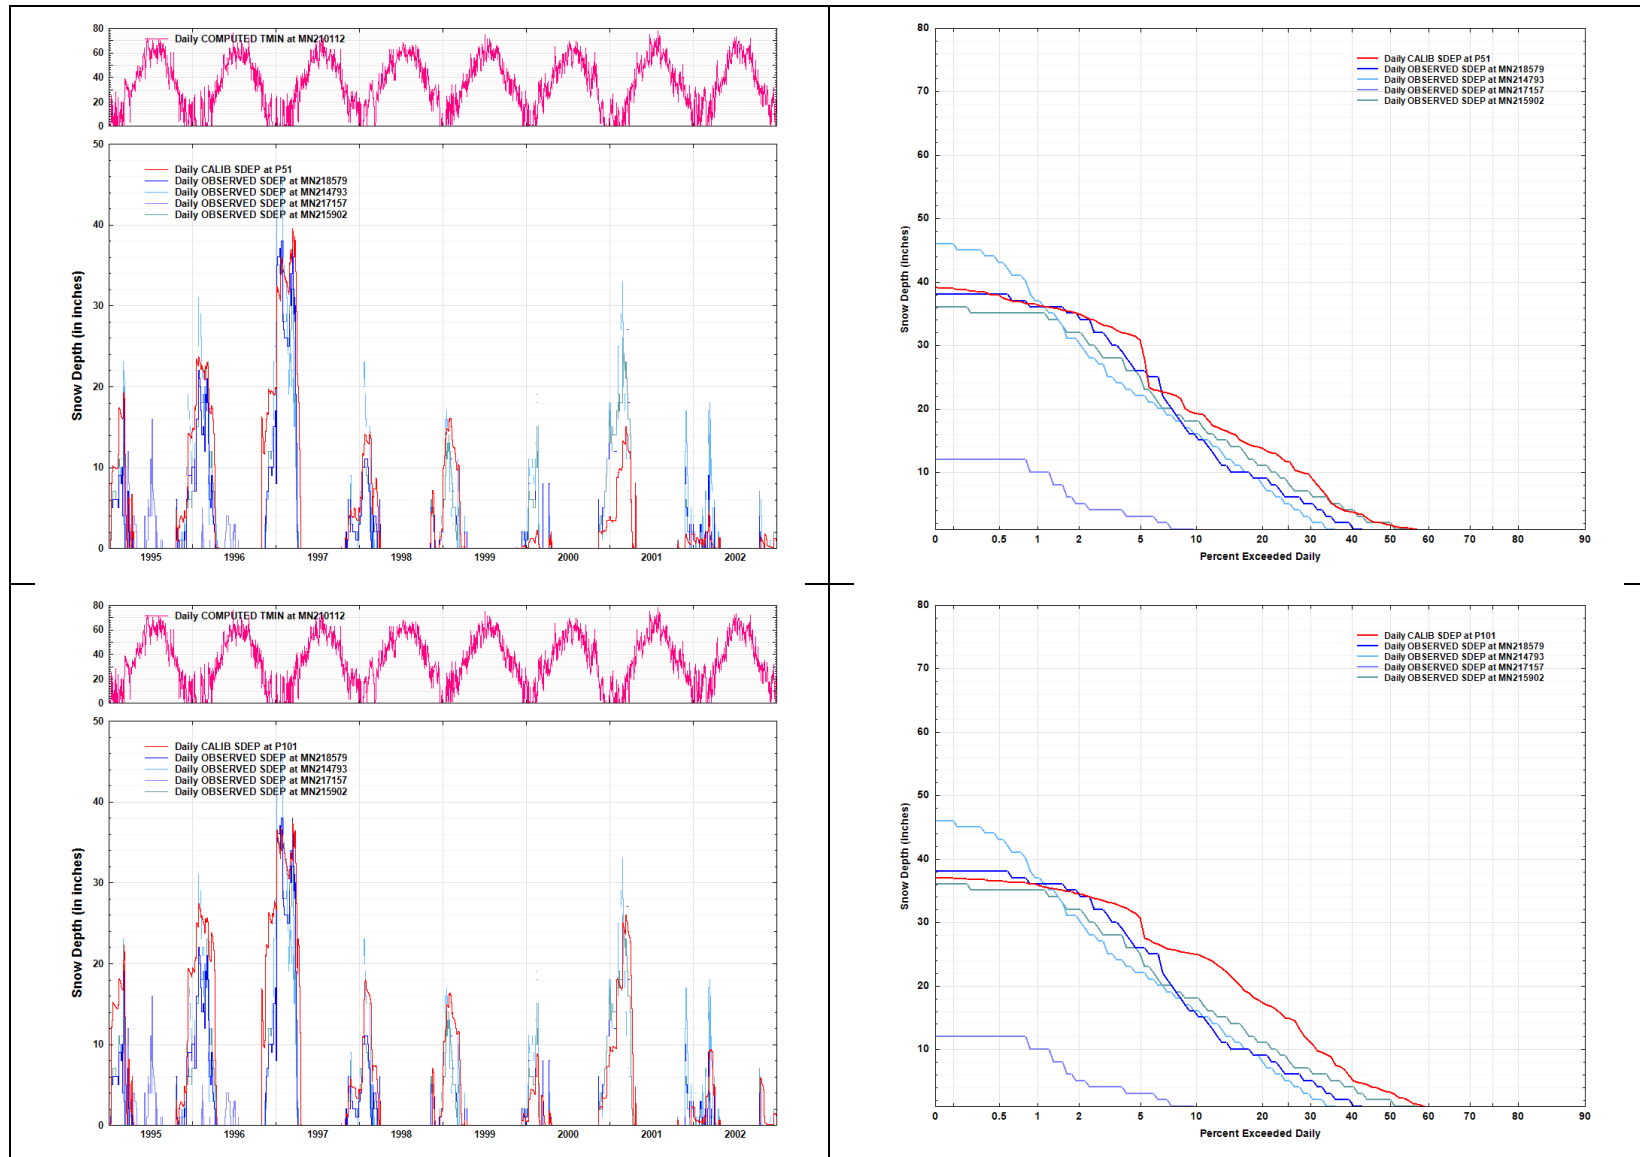 80
60
40
20
0
Daily COMPUTED TMIN at MN210112
50
40
30
20
10
0
Snow Depth (in inches)
Daily CALIB SDEP at P51
Daily OBSERVED SDEP at MN218579
Daily OBSERVED SDEP at MN214793
Daily OBSERVED SDEP at MN217157
Daily OBSERVED SDEP at MN215902
1995 1996 1997 1998 1999 2000 2001 2002
80
70
60
50
40
30
20
10
Snow Depth (inches)
Daily CALIB SDEP at P51
Daily OBSERVED SDEP at MN218579
Daily OBSERVED SDEP at MN214793
Daily OBSERVED SDEP at MN217157
Daily OBSERVED SDEP at MN215902
0 0.5 1 2 5 10 20 30 40 50 60 70 80 90
Percent Exceeded Daily
80
60
40
20
0
Daily COMPUTED TMIN at MN210112
50
40
30
20
10
0
Snow Depth (in inches)
Daily CALIB SDEP at P101
Daily OBSERVED SDEP at MN218579
Daily OBSERVED SDEP at MN214793
Daily OBSERVED SDEP at MN217157
Daily OBSERVED SDEP at MN215902
1995 1996 1997 1998 1999 2000 2001 2002
80
70
60
50
40
30
20
10
Snow Depth (inches)
Daily CALIB SDEP at P101
Daily OBSERVED SDEP at MN218579
Daily OBSERVED SDEP at MN214793
Daily OBSERVED SDEP at MN217157
Daily OBSERVED SDEP at MN215902
0 0.5 1 2 5 10 20 30 40 50 60 70 80 90
Percent Exceeded Daily